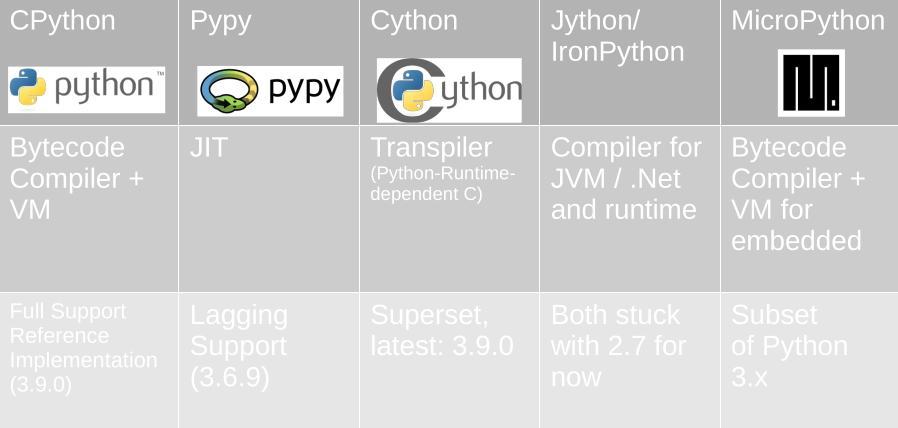 CPython
Pypy
Cython
Jython/
IronPython
MicroPython
python™
pypy
Cython
Bytecode
Compiler +
VM
JIT
Transpiler
(Python-Runtime-
dependent C)
Compiler for
JVM / .Net
and runtime
Bytecode
Compiler +
VM for
embedded
Full Support
Reference
Implementation
(3.9.0)
Lagging
Support
(3.6.9)
Superset,
latest: 3.9.0
Both stuck
with 2.7 for
now
Subset
of Python
3.x